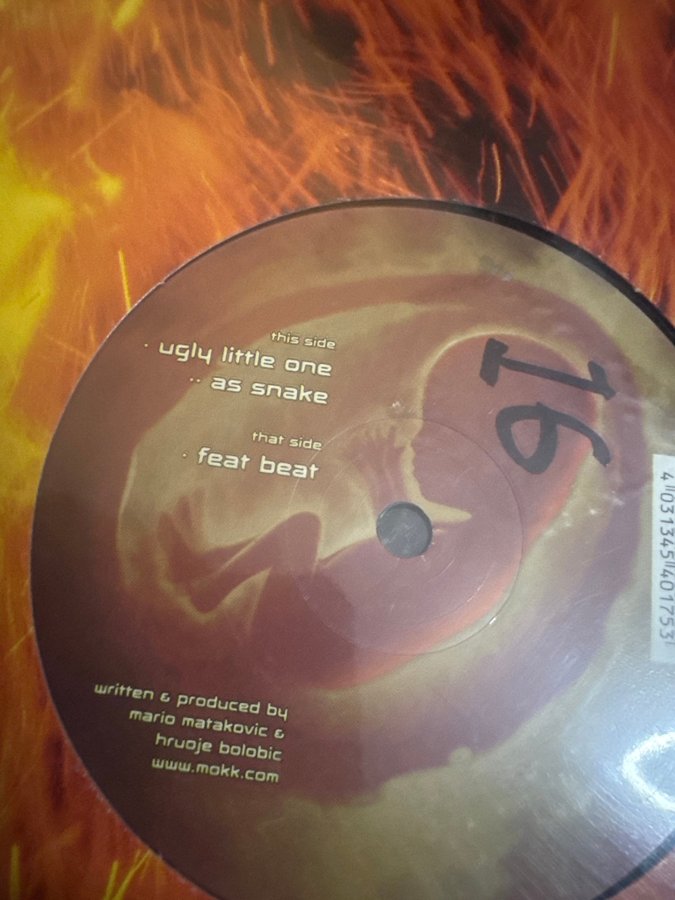 this side
. ugly little one
.. as snake
that side
. feat beat
written & produced by
mario matakovic &
hrvoje bolobic
www.mokk.com
16
4 031345 401753